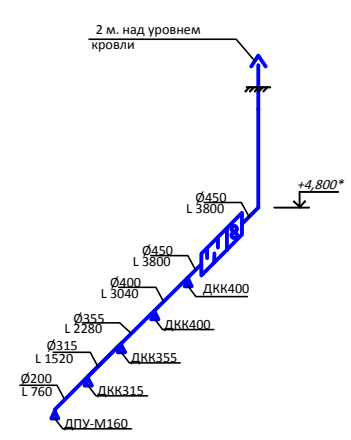 2 м. над уровнем
кровли
+4,800*
Ø450
L 3800
Ø450
L 3800
Ø400
L 3040
ДКК400
Ø355
L 2280
ДКК400
Ø315
L 1520
ДКК355
Ø200
L 760
ДКК315
ДПУ-М160